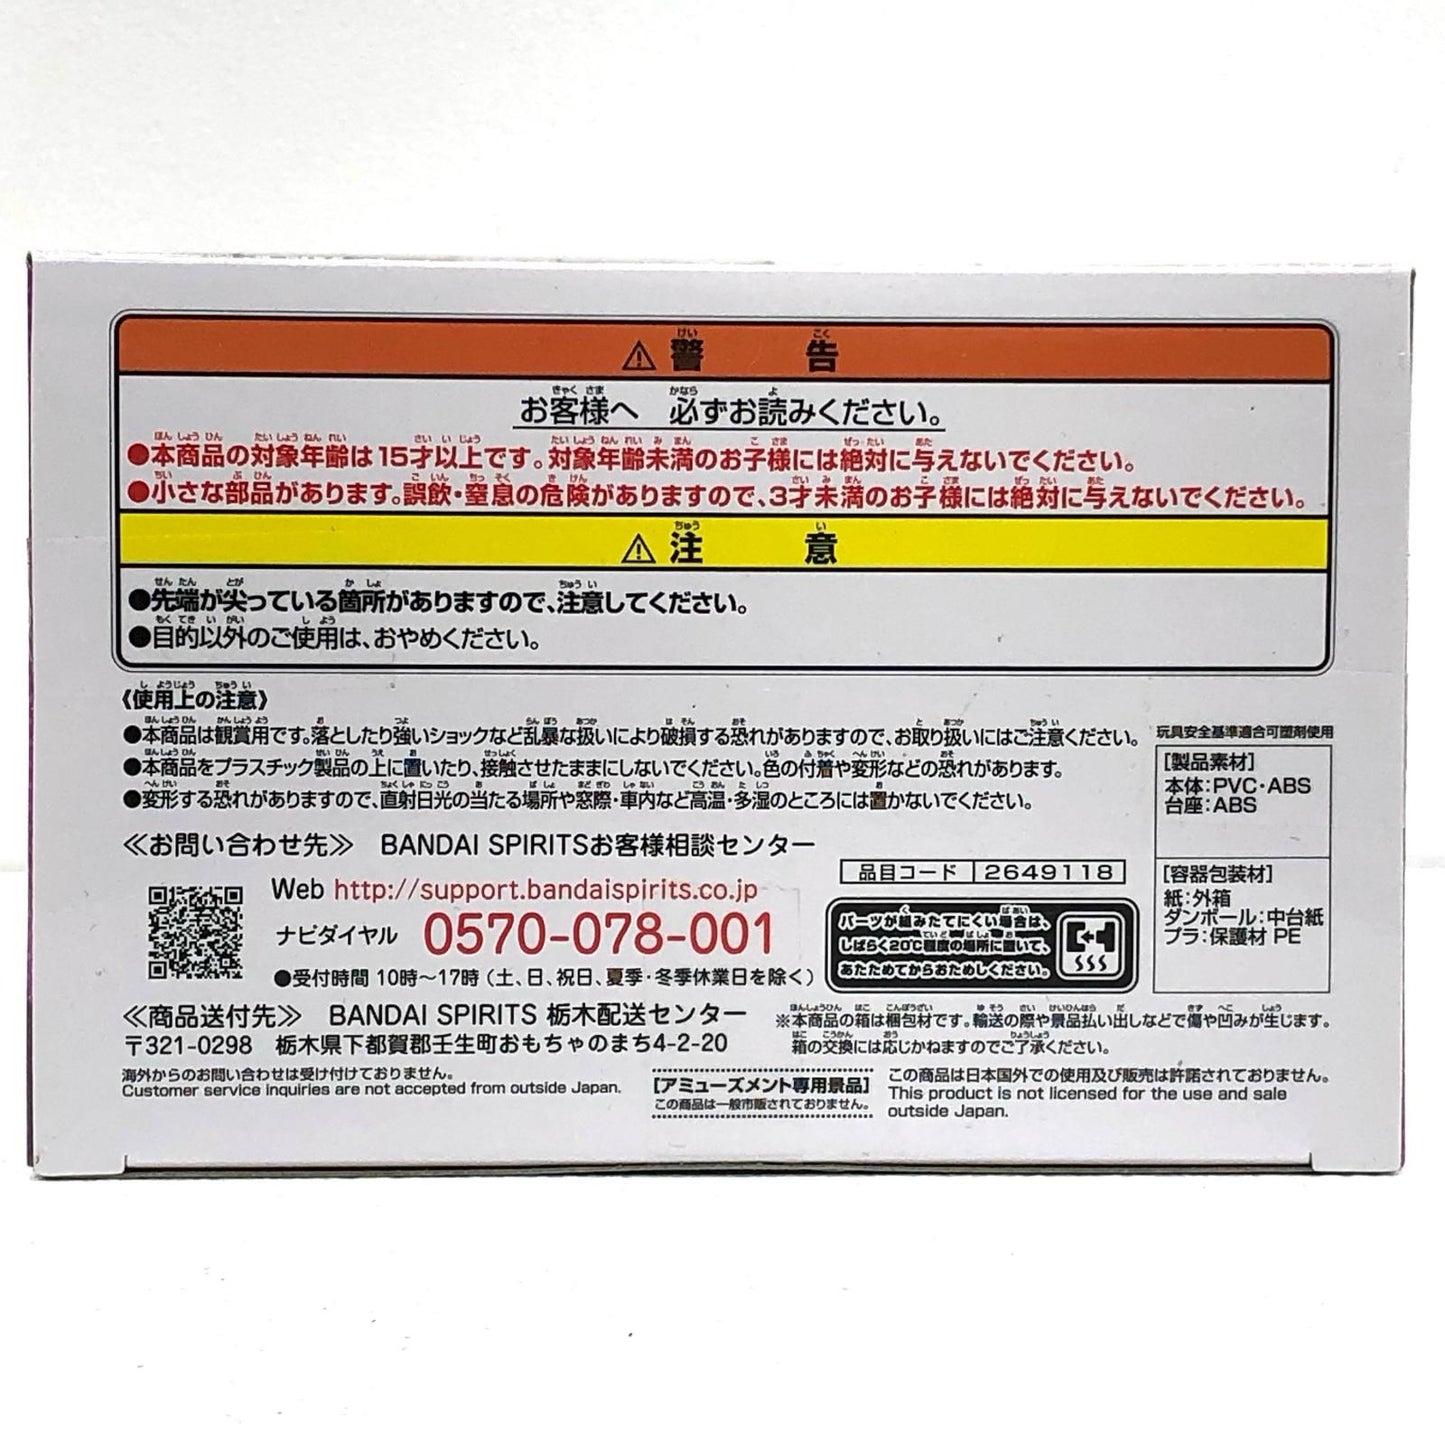 ⚠警告
お客様へ 必ずお読みください。
●本商品の対象年齢は15才以上です。対象年齢未満のお子様には絶対に与えないでください。
●小さな部品があります。誤飲・窒息の危険がありますので、3才未満のお子様には絶対に与えないでください。
⚠注意
●先端が尖っている箇所がありますので、注意してください。
●目的以外のご使用は、おやめください。
《使用上の注意》
●本商品は観賞用です。落としたり強いショックなど乱暴な扱いにより破損する恐れがありますので、お取り扱いにはご注意ください。
●本商品をプラスチック製品の上に置いたり、接触させたままにしないでください。色の付着や変形などの恐れがあります。
●変形する恐れがありますので、直射日光の当たる場所や窓際・車内など高温・多湿のところには置かないでください。
玩具安全基準適合可塑剤使用
[製品素材]
本体:PVC・ABS
台座:ABS
[容器包装材]
紙:外箱
ダンボール:中台紙
プラ:保護材 PE
≪お問い合わせ先≫ BANDAI SPIRITSお客様相談センター
Web http://support.bandaispirits.co.jp
ナビダイヤル 0570-078-001
●受付時間 10時〜17時(土、日、祝日、夏季・冬季休業日を除く)
品目コード 2649118
パーツが組みたてにくい場合は、
しばらく20℃程度の場所に置いて、
あたためてからおためしください。
≪商品送付先≫ BANDAI SPIRITS 栃木配送センター
〒321-0298 栃木県下都賀郡壬生町おもちゃのまち4-2-20
※本商品の箱は梱包材です。輸送の際や景品払い出しなどで傷や凹みが生じます。
箱の交換には応じかねますのでご了承ください。
海外からのお問い合わせは受け付けておりません。
Customer service inquiries are not accepted from outside Japan.
[アミューズメント専用景品]
この商品は一般市販されておりません。
この商品は日本国外での使用及び販売は許諾されておりません。
This product is not licensed for the use and sale
outside Japan.